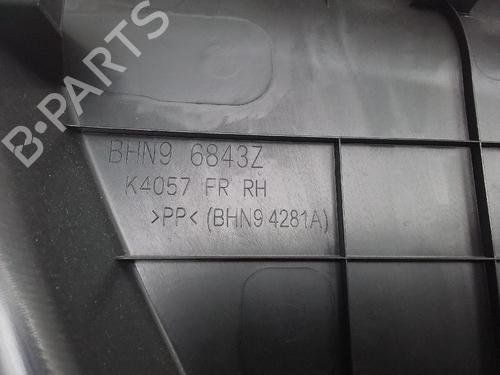 B-PARTS
BHN9 6843Z
K4057 FR RH
>PP< (BHN9 4281A)